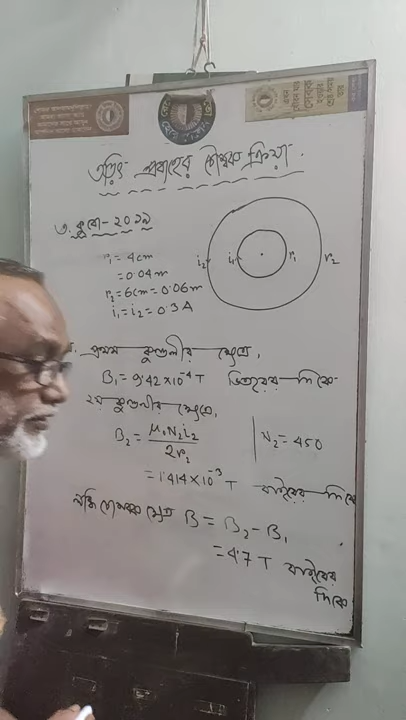 তড়িৎ প্রবাহের চৌম্বক ক্রিয়া.
৩. কু বো - ২০১৯
r₁ = 4cm
= 0.04m
r₂ = 6cm = 0.06m
i₁ = i₂ = 0.3A
i₂ i₁ r₁ r₂
প্রথম কুণ্ডলীর ক্ষেত্রে,
B₁ = 9.42 × 10⁻⁴ T ভিতরের দিকে
২য় কুণ্ডলীর ক্ষেত্রে,
B₂ = μ₀N₂i₂ / 2r₂
N₂ = 450
= 1.414 × 10⁻³ T বাইরের দিকে
লব্ধি চৌম্বক ক্ষেত্র B = B₂ - B₁
= 4.7 T বাইরের
দিকে